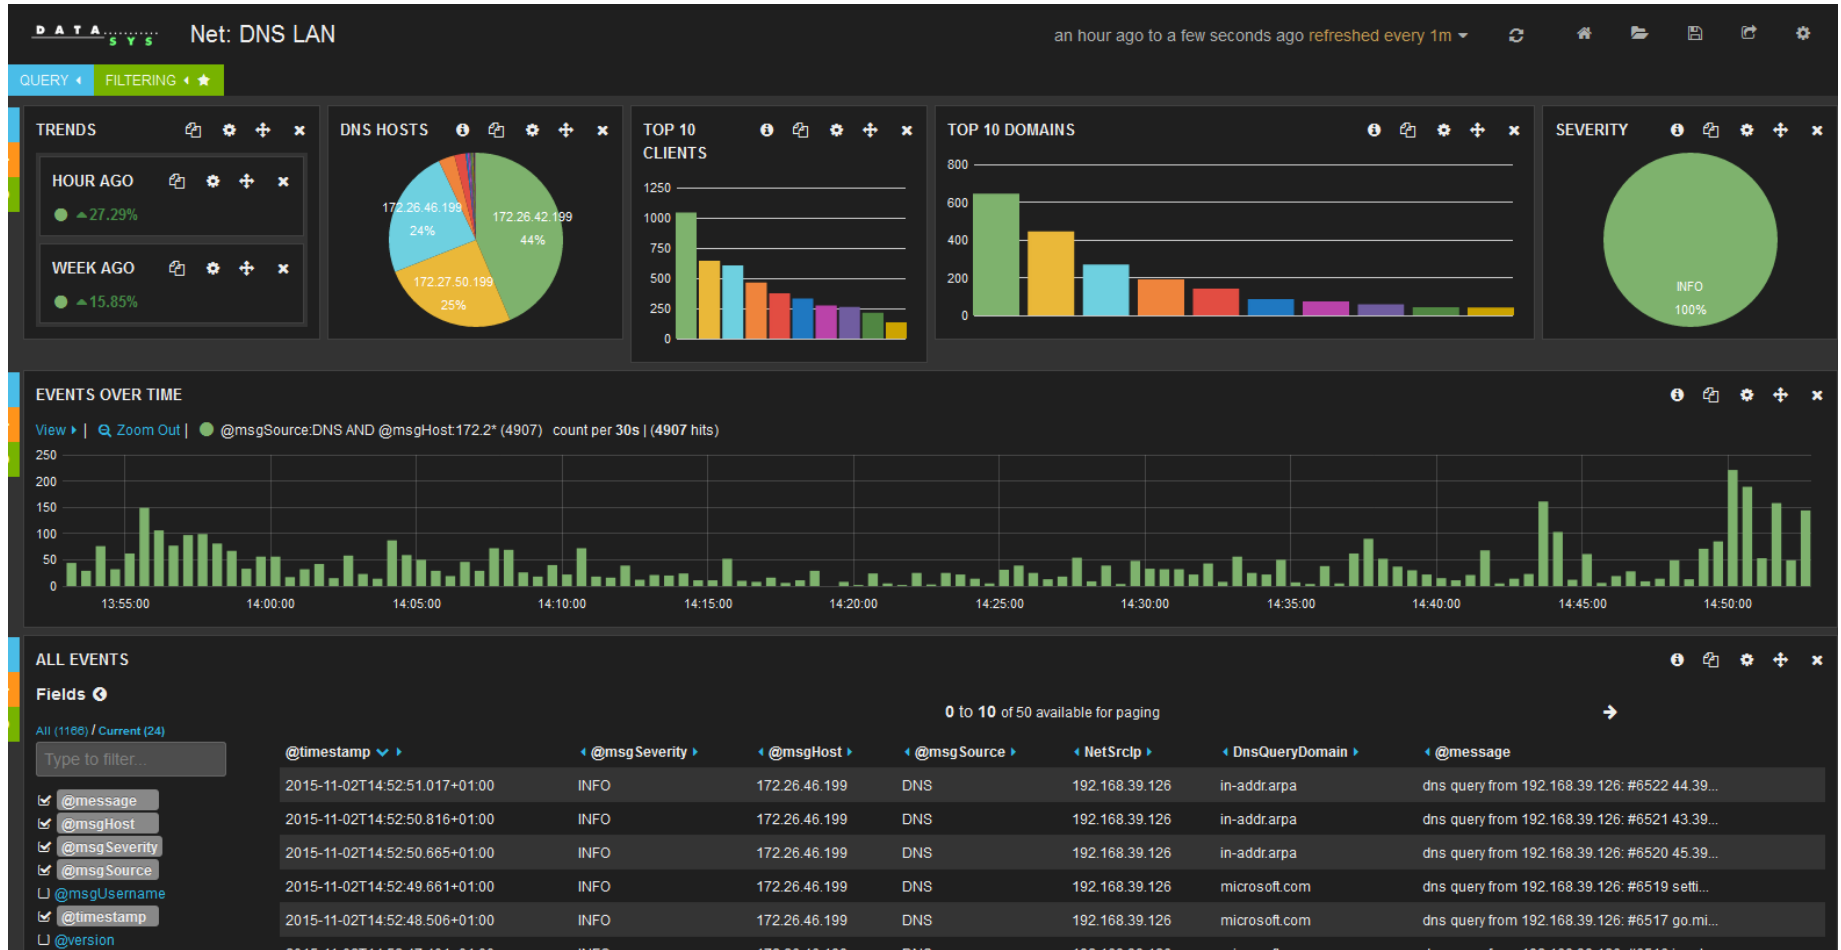 DATA SYS
Net: DNS LAN
an hour ago to a few seconds ago refreshed every 1m
QUERY
FILTERING
TRENDS
HOUR AGO
27.29%
WEEK AGO
15.85%
DNS HOSTS
172.26.46.199
24%
172.26.42.199
44%
172.27.50.199
25%
TOP 10
CLIENTS
1250
1000
750
500
250
0
TOP 10 DOMAINS
800
600
400
200
0
SEVERITY
INFO
100%
EVENTS OVER TIME
View | Zoom Out | @msgSource:DNS AND @msgHost:172.2* (4907) count per 30s | (4907 hits)
250
200
150
100
50
0
13:55:00 14:00:00 14:05:00 14:10:00 14:15:00 14:20:00 14:25:00 14:30:00 14:35:00 14:40:00 14:45:00 14:50:00
ALL EVENTS
Fields
All (1166) / Current (24)
Type to filter...
@message
@msgHost
@msgSeverity
@msgSource
@msgUsername
@timestamp
@version
0 to 10 of 50 available for paging
@timestamp @msgSeverity @msgHost @msgSource NetSrcIp DnsQueryDomain @message
2015-11-02T14:52:51.017+01:00 INFO 172.26.46.199 DNS 192.168.39.126 in-addr.arpa dns query from 192.168.39.126: #6522 44.39...
2015-11-02T14:52:50.816+01:00 INFO 172.26.46.199 DNS 192.168.39.126 in-addr.arpa dns query from 192.168.39.126: #6521 43.39...
2015-11-02T14:52:50.665+01:00 INFO 172.26.46.199 DNS 192.168.39.126 in-addr.arpa dns query from 192.168.39.126: #6520 45.39...
2015-11-02T14:52:49.661+01:00 INFO 172.26.46.199 DNS 192.168.39.126 microsoft.com dns query from 192.168.39.126: #6519 setti...
2015-11-02T14:52:48.506+01:00 INFO 172.26.46.199 DNS 192.168.39.126 microsoft.com dns query from 192.168.39.126: #6517 go.mi...